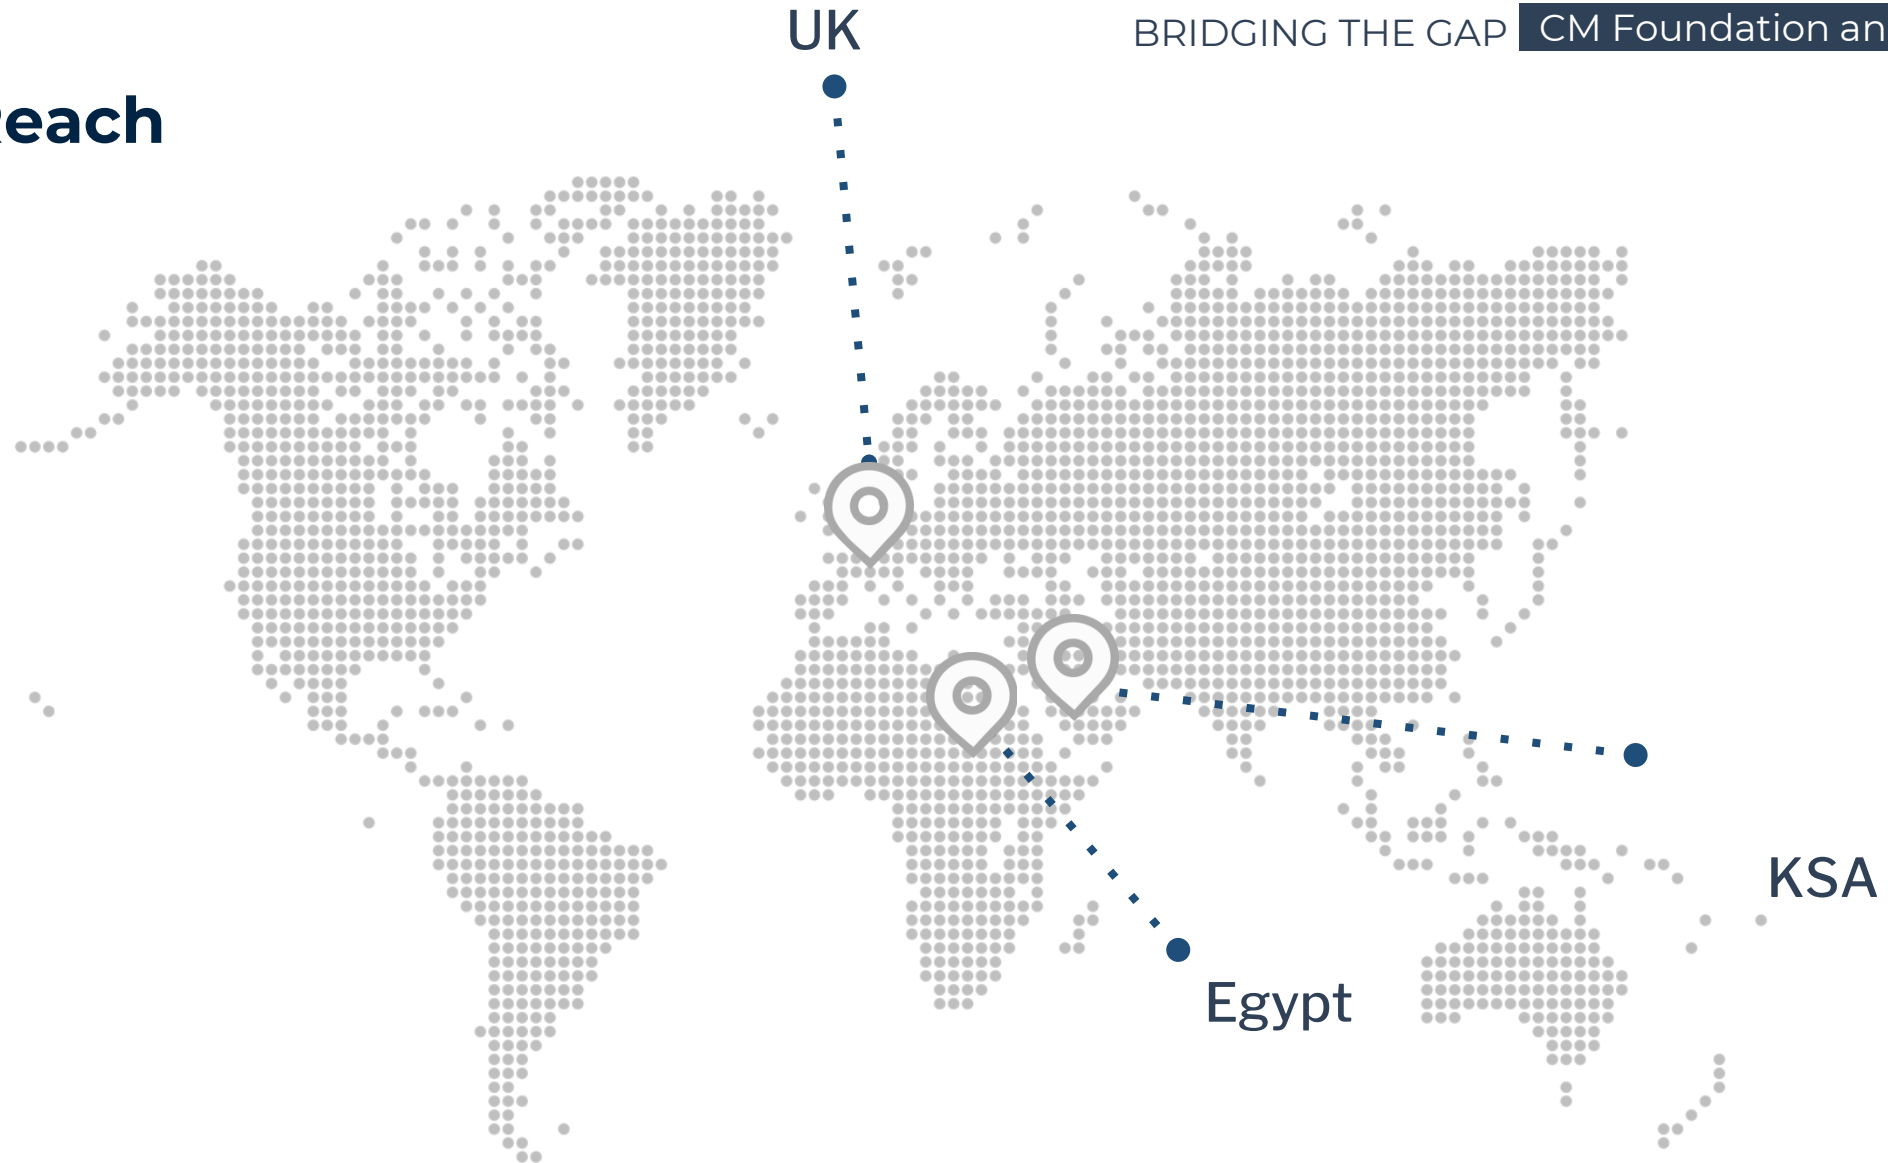 UK
BRIDGING THE GAP CM Foundation an
each
KSA
Egypt